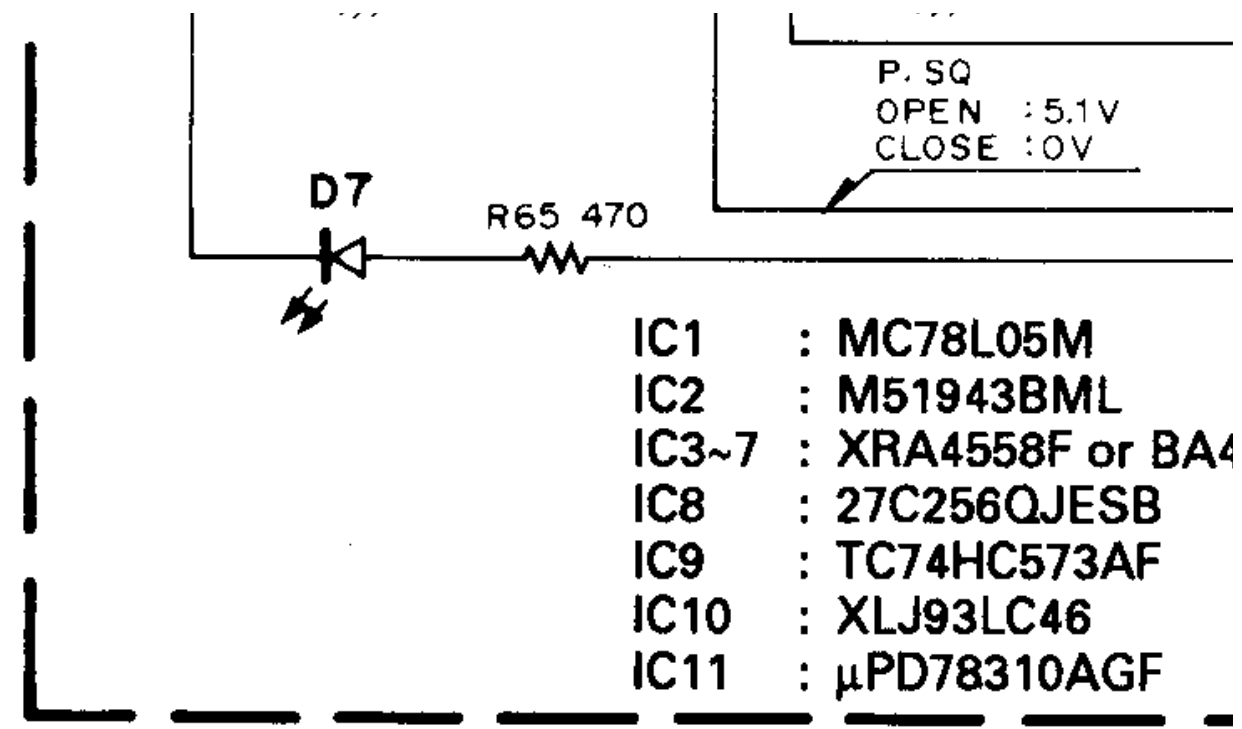 P. SQ
OPEN : 5.1V
CLOSE : 0V
D7
R65 470
IC1 : MC78L05M
IC2 : M51943BML
IC3~7 : XRA4558F or BA4
IC8 : 27C256QJESB
IC9 : TC74HC573AF
IC10 : XLJ93LC46
IC11 : μPD78310AGF